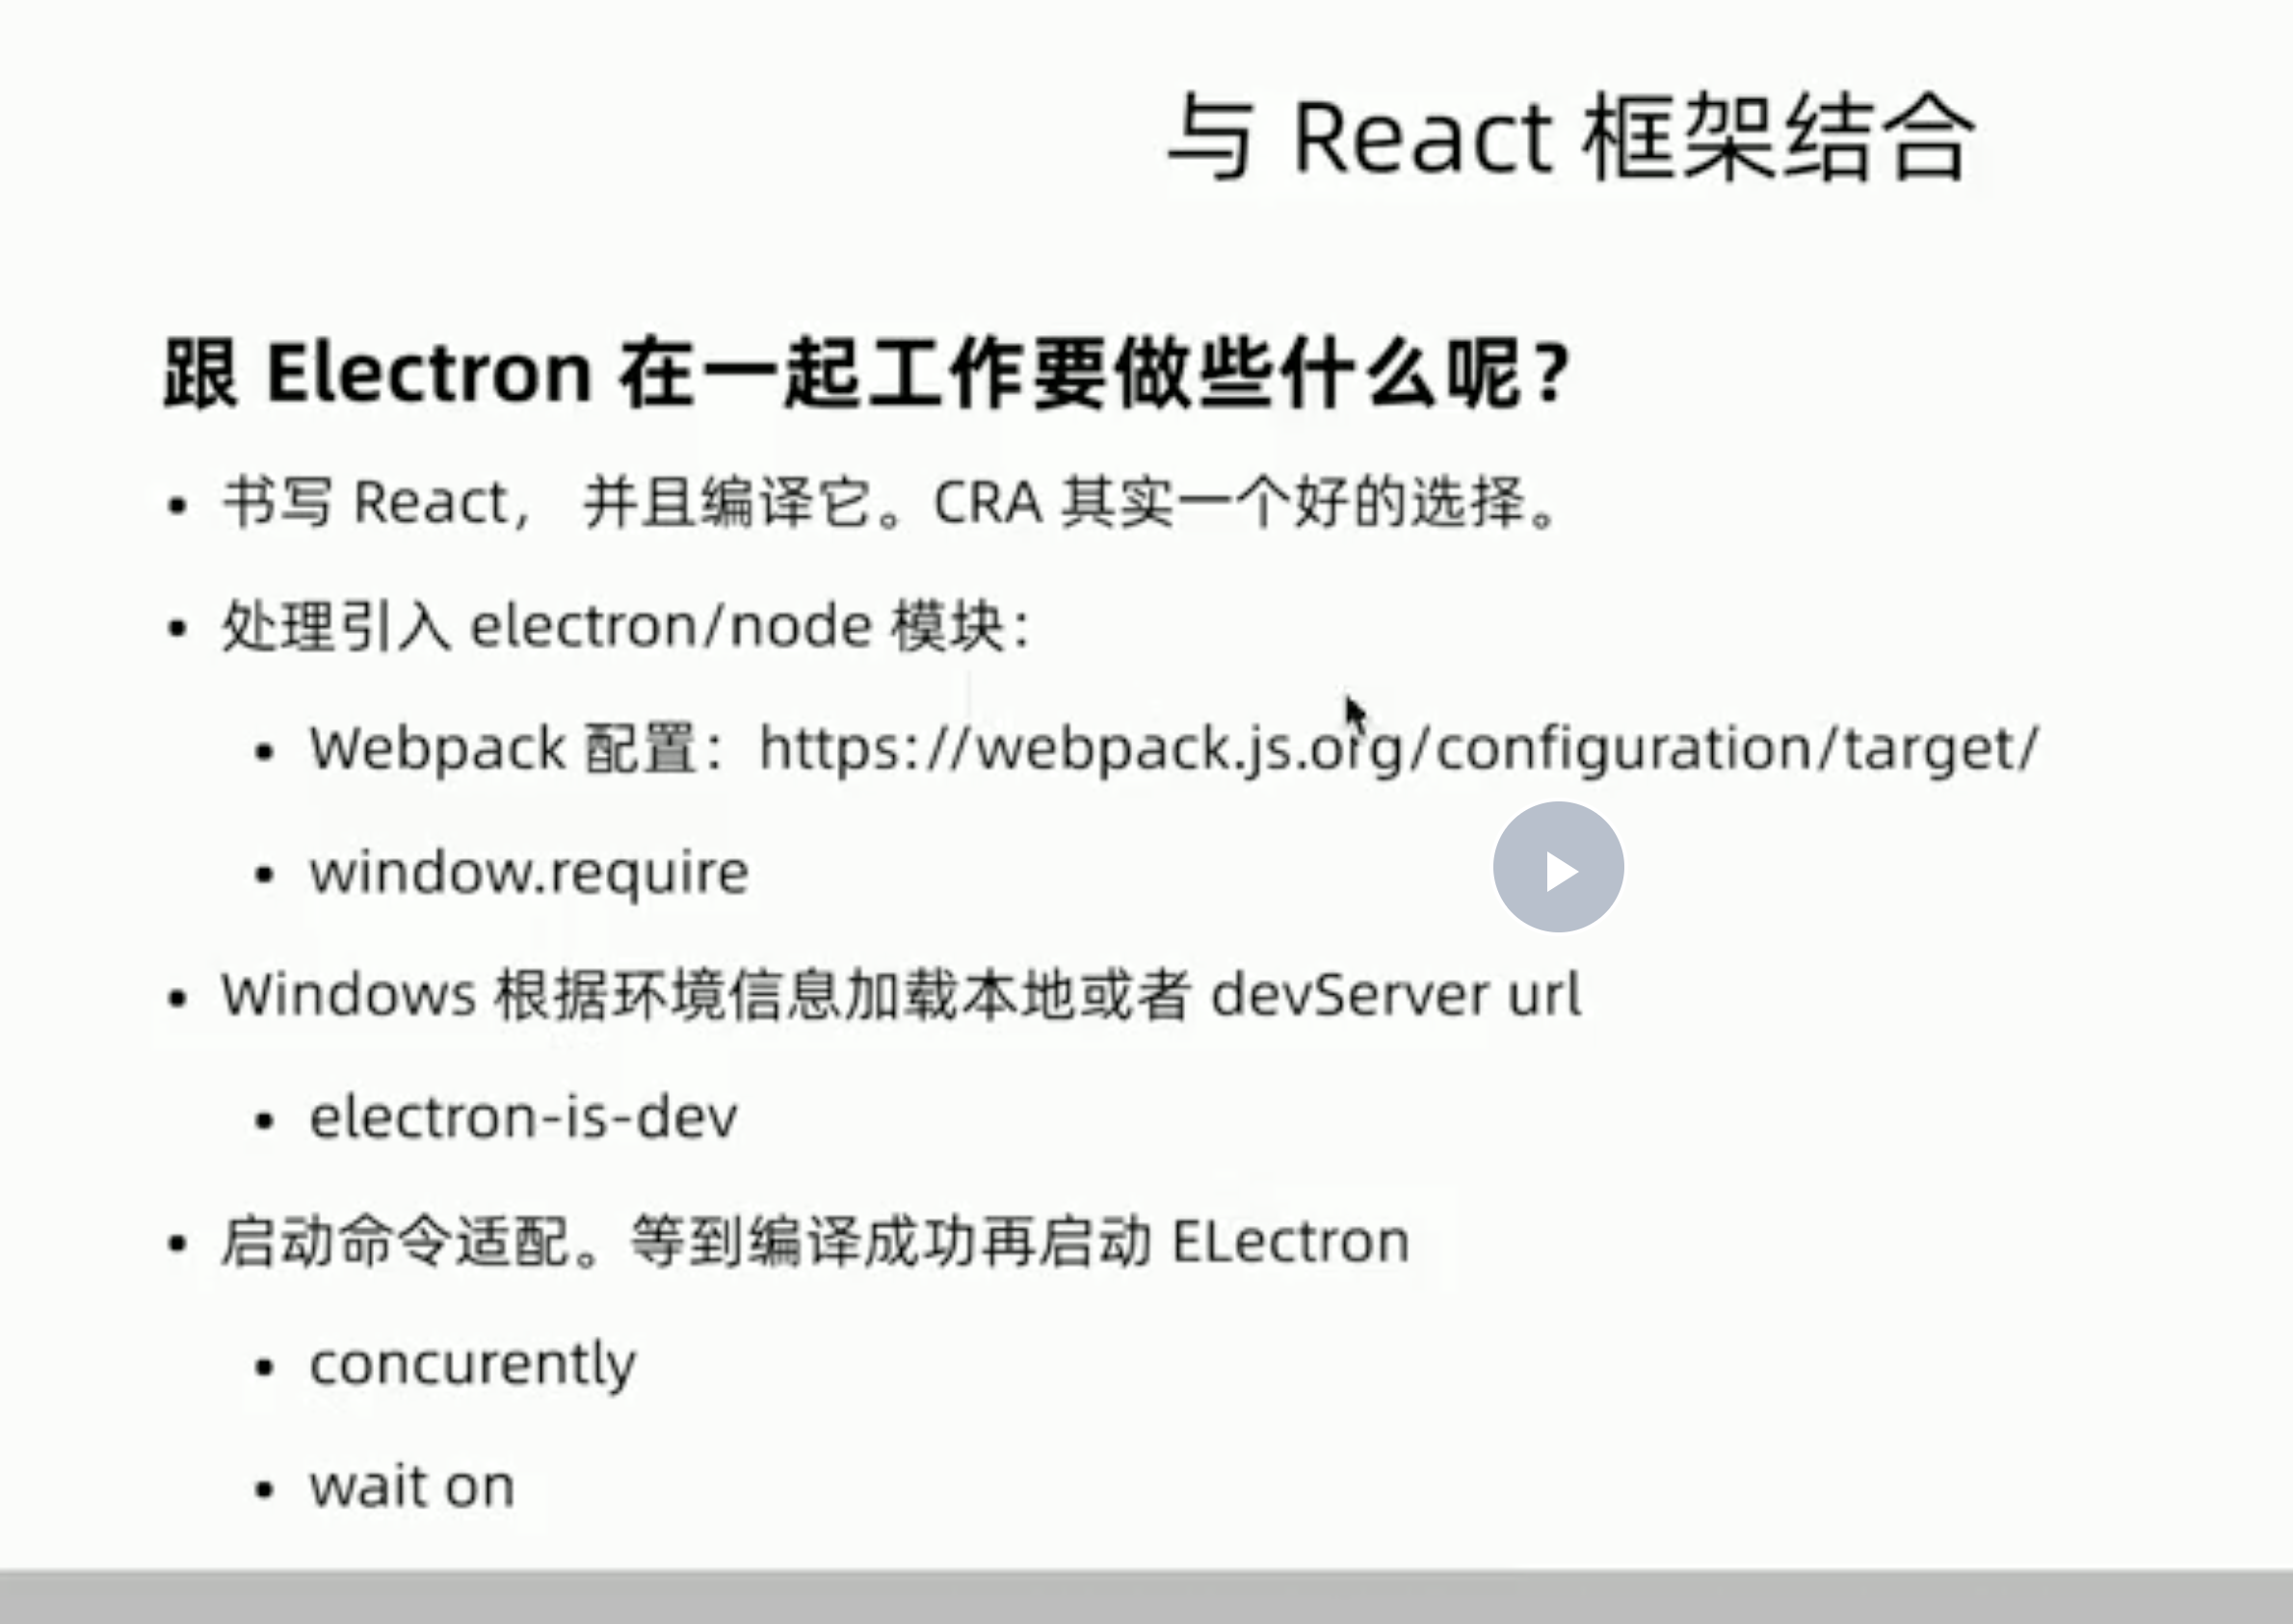 与 React 框架结合
跟 Electron 在一起工作要做些什么呢？
• 书写 React， 并且编译它。CRA 其实一个好的选择。
• 处理引入 electron/node 模块：
• Webpack 配置：https://webpack.js.org/configuration/target/
• window.require
• Windows 根据环境信息加载本地或者 devServer url
• electron-is-dev
• 启动命令适配。等到编译成功再启动 ELectron
• concurently
• wait on